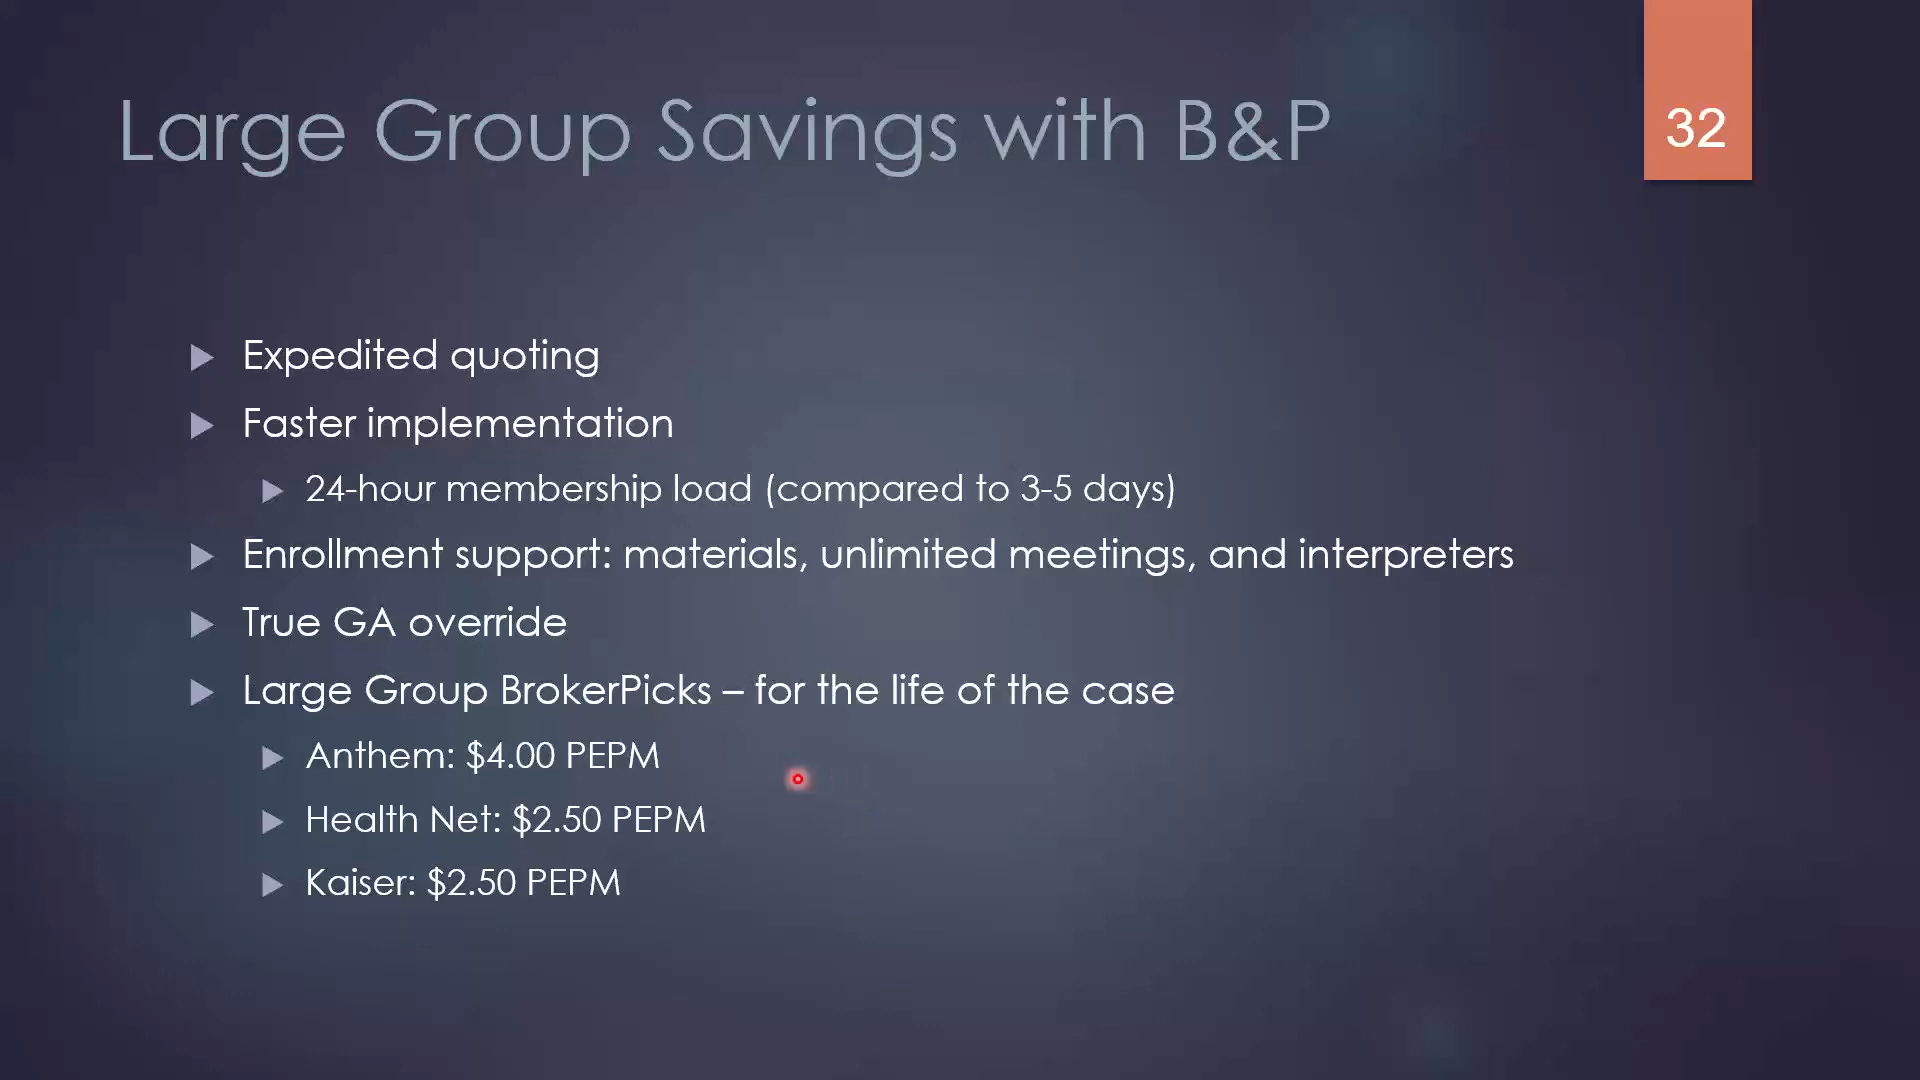 Large Group Savings with B&P
32
Expedited quoting
Faster implementation
24-hour membership load (compared to 3-5 days)
Enrollment support: materials, unlimited meetings, and interpreters
True GA override
Large Group BrokerPicks – for the life of the case
Anthem: $4.00 PEPM
Health Net: $2.50 PEPM
Kaiser: $2.50 PEPM